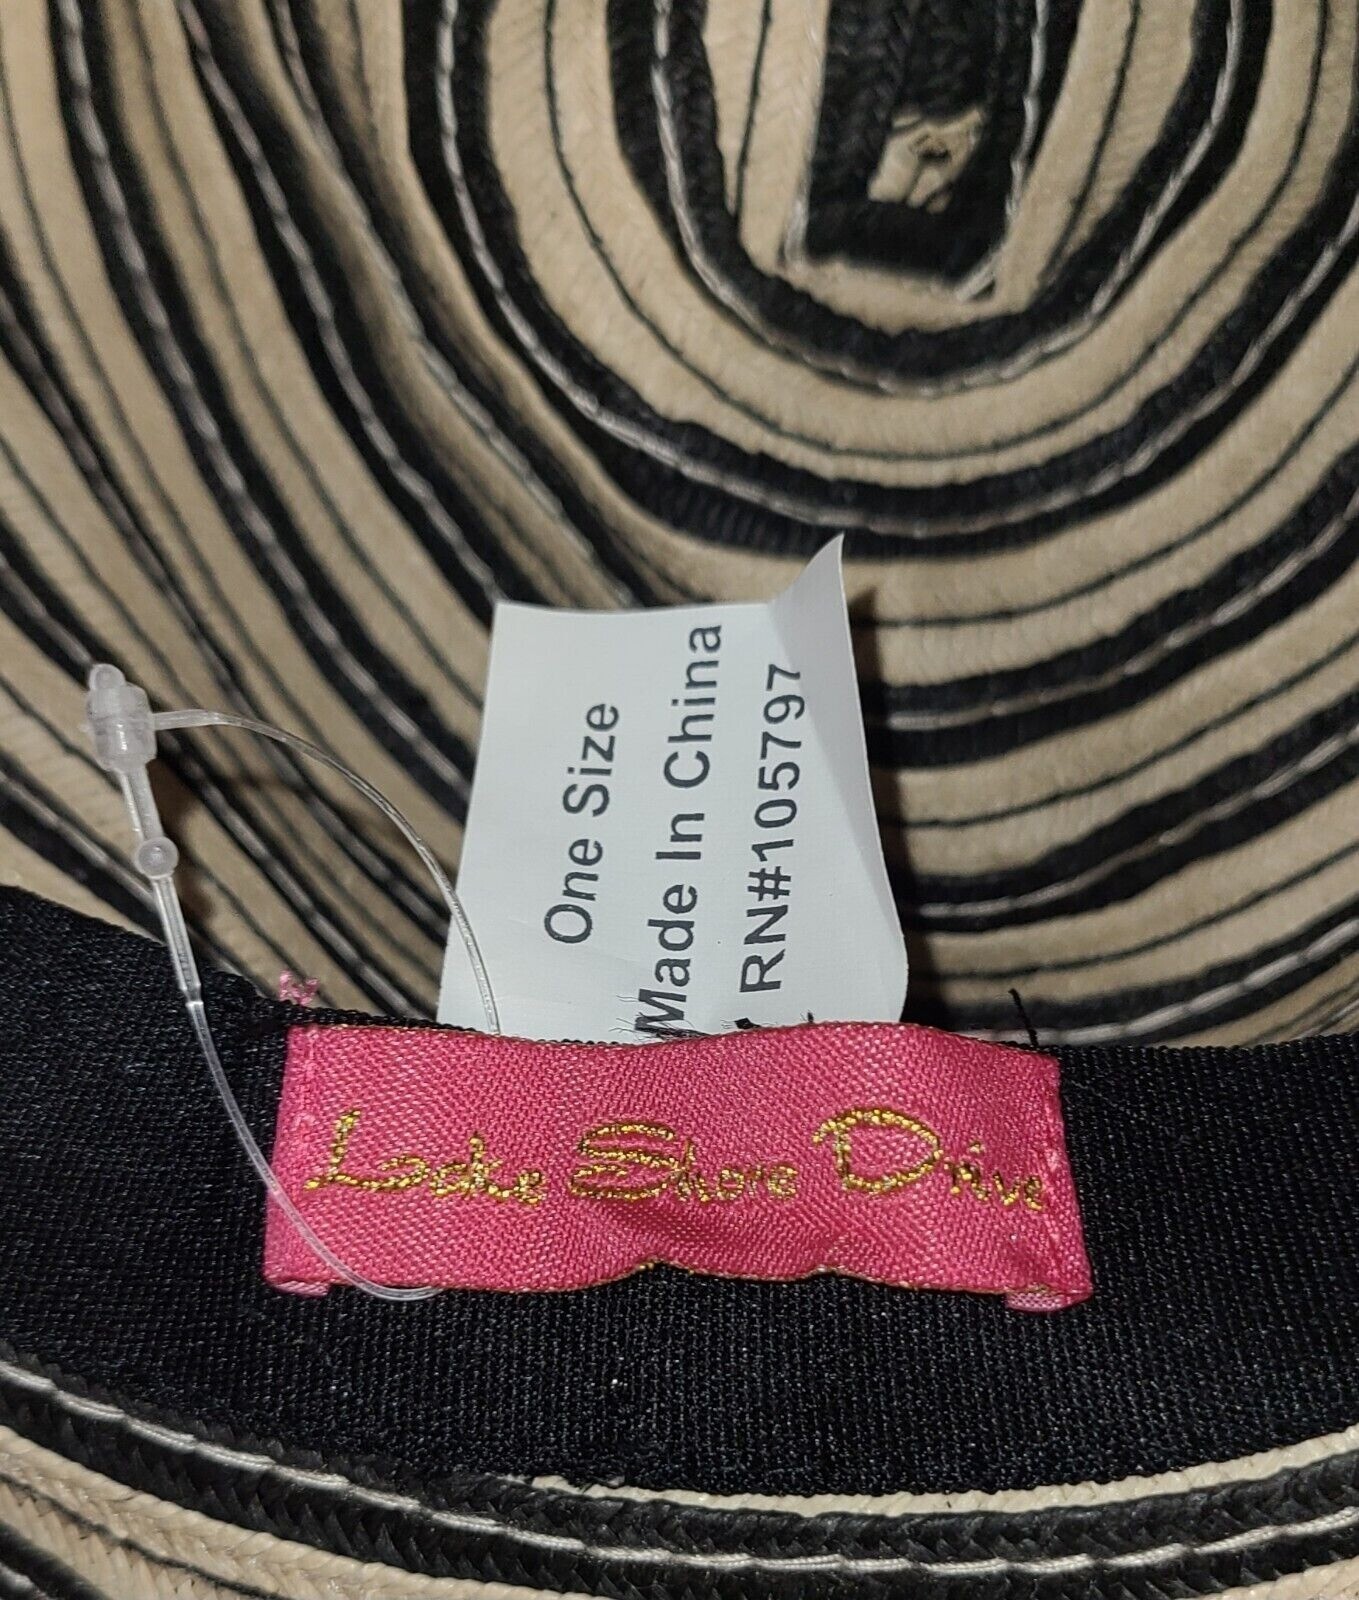 One Size
Made In China
RN#105797
Lake Shore Drive